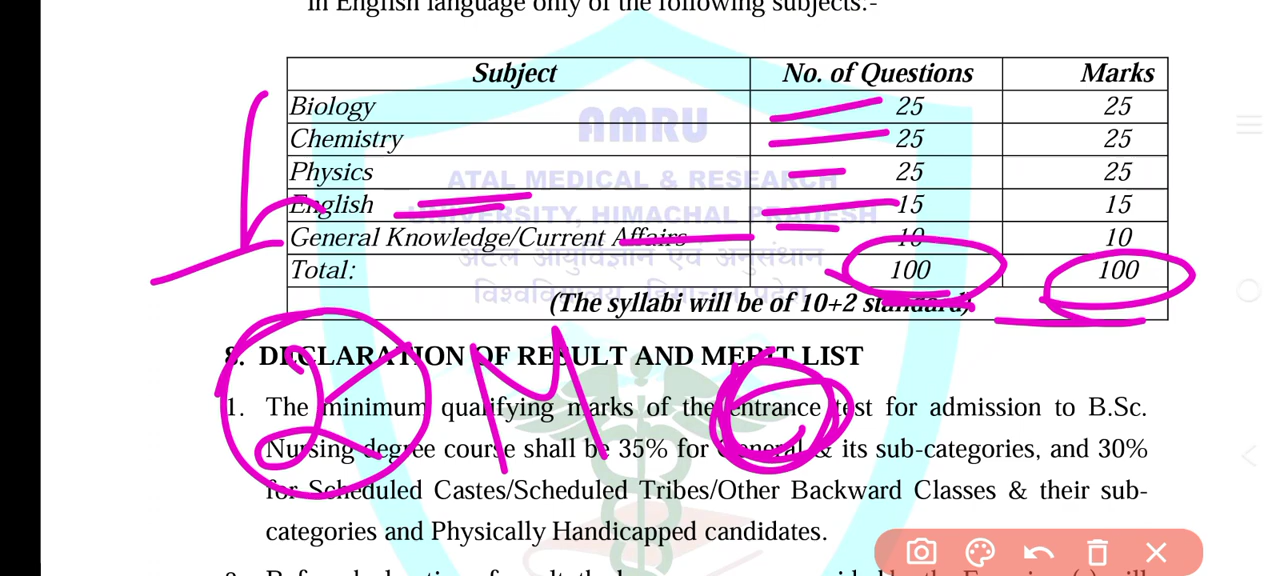 in English language only of the following subjects:-
Subject No. of Questions Marks
Biology 25 25
Chemistry 25 25
Physics 25 25
English 15 15
General Knowledge/Current Affairs 10 10
Total: 100 100
(The syllabi will be of 10+2 standard)
AMRU
ATAL MEDICAL & RESEARCH
UNIVERSITY, HIMACHAL PRADESH
अटल आयुर्विज्ञान एवं अनुसंधान
विश्वविद्यालय, हिमाचल प्रदेश
8. DECLARATION OF RESULT AND MERIT LIST
1. The minimum qualifying marks of the entrance test for admission to B.Sc.
Nursing degree course shall be 35% for General & its sub-categories, and 30%
for Scheduled Castes/Scheduled Tribes/Other Backward Classes & their sub-
categories and Physically Handicapped candidates.
2 M